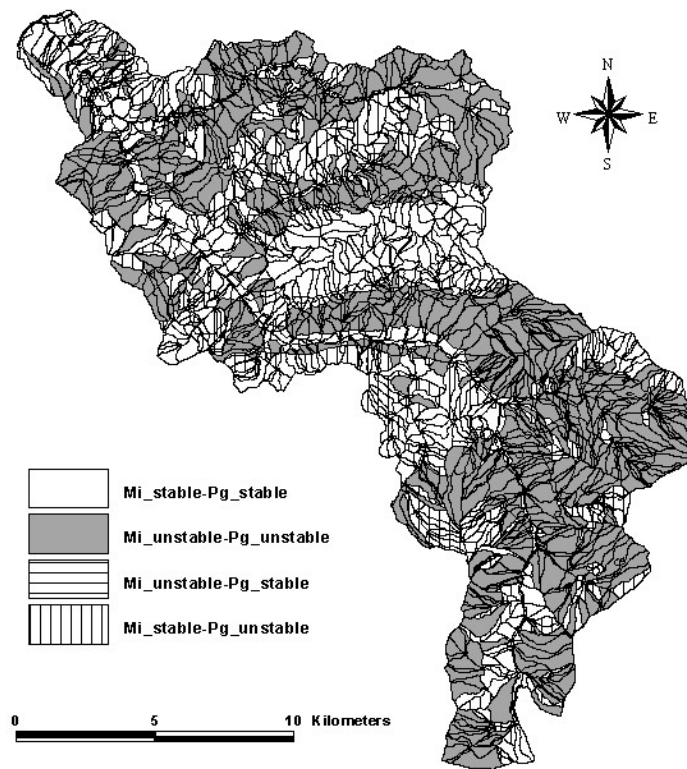 N
W E
S
Mi_stable-Pg_stable
Mi_unstable-Pg_unstable
Mi_unstable-Pg_stable
Mi_stable-Pg_unstable
0 5 10 Kilometers